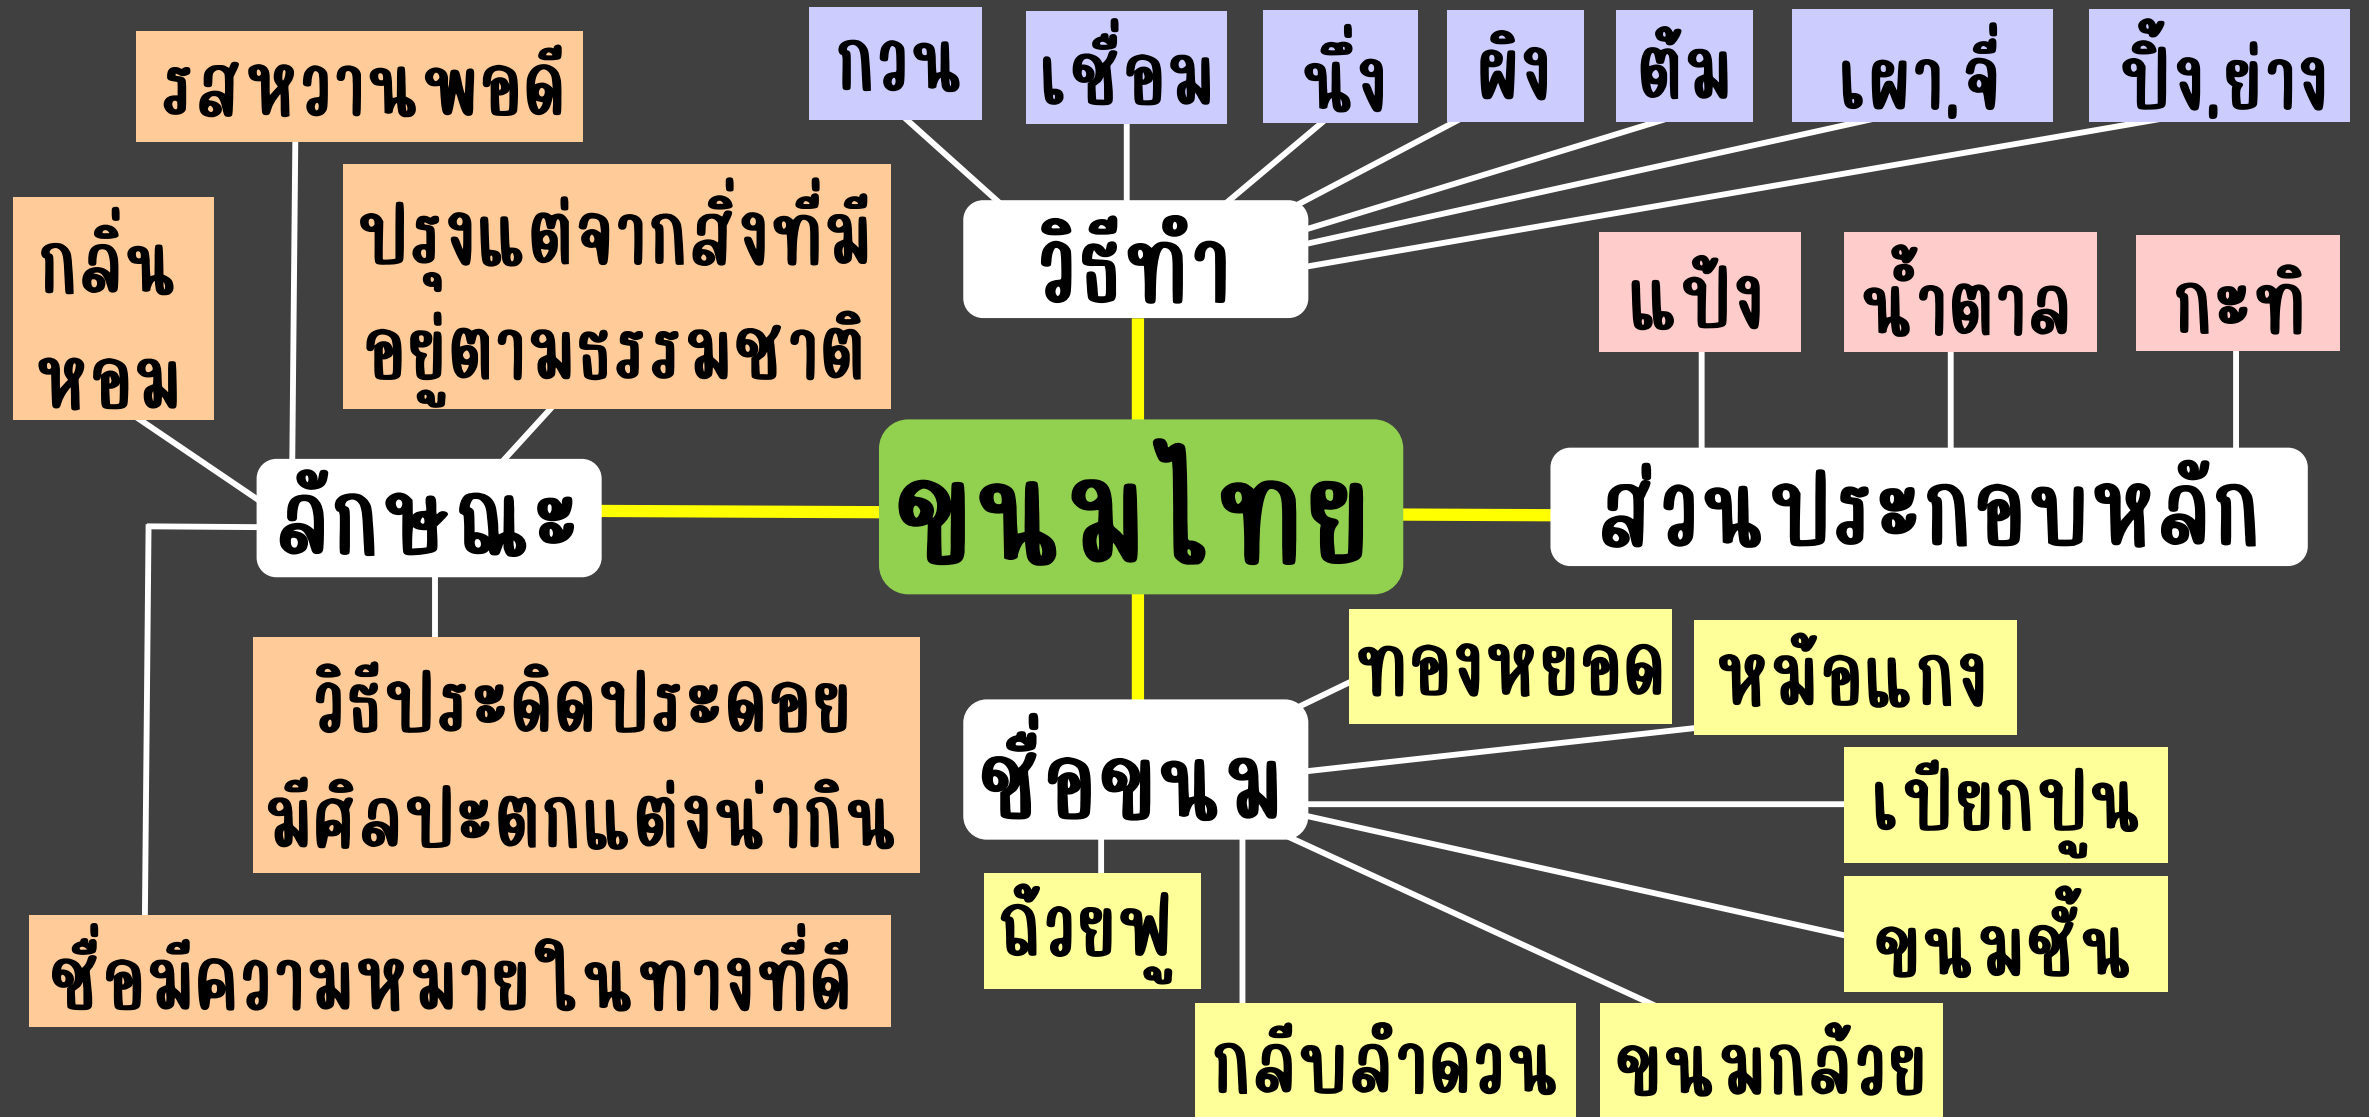 กวน
เชื่อม
นึ่ง
ผิง
ต้ม
เผา,จี่
ปิ้ง,ย่าง
รสหวานพอดี
ปรุงแต่จากสิ่งที่มี
อยู่ตามธรรมชาติ
กลิ่น
หอม
วิธีทำ
แป้ง
น้ำตาล
กะทิ
ลักษณะ
ขนมไทย
ส่วนประกอบหลัก
วิธีประดิดประดอย
มีศิลปะตกแต่งน่ากิน
ชื่อมีความหมายในทางที่ดี
ชื่อขนม
ทองหยอด
หม้อแกง
เปียกปูน
ขนมชั้น
ถ้วยฟู
กลีบลำดวน
ขนมกล้วย